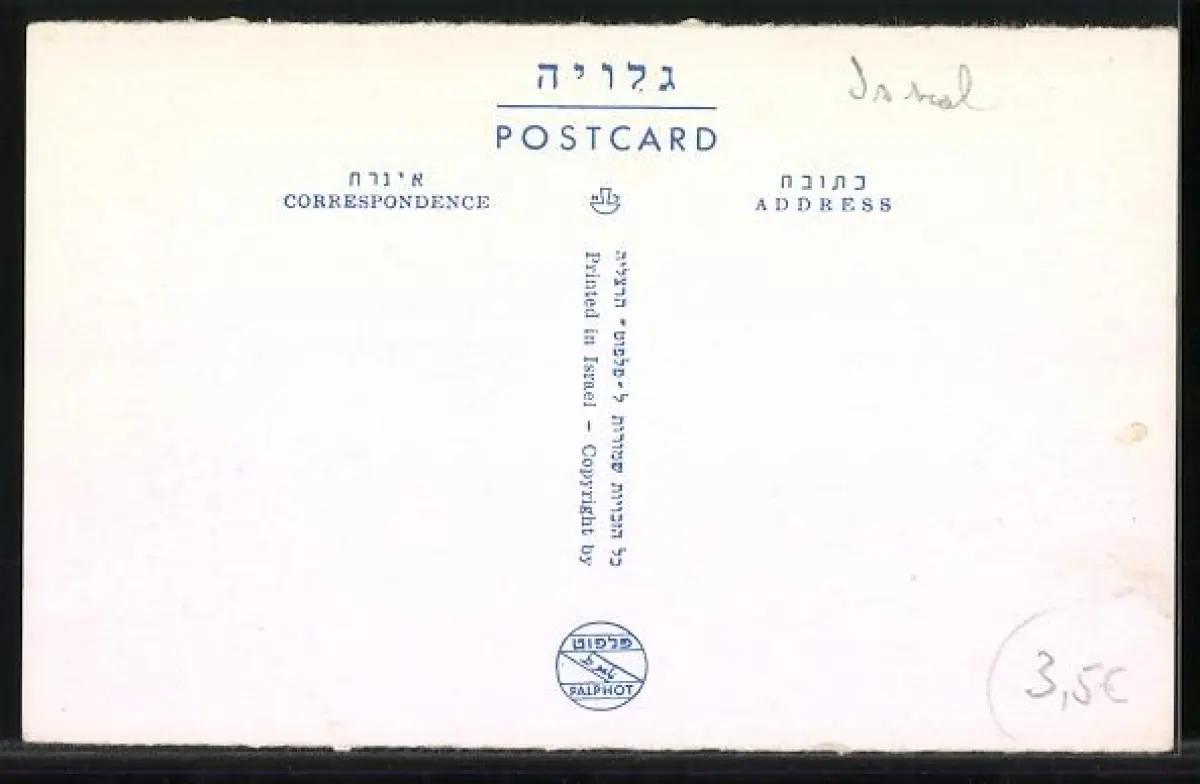 גלויה
Israel
POSTCARD
איגרת
CORRESPONDENCE
כתובת
ADDRESS
כל הזכויות שמורות ל"פלפוט" הרצליה
Printed in Israel – Copyright by
פלפוט
PALPHOT
3,5€